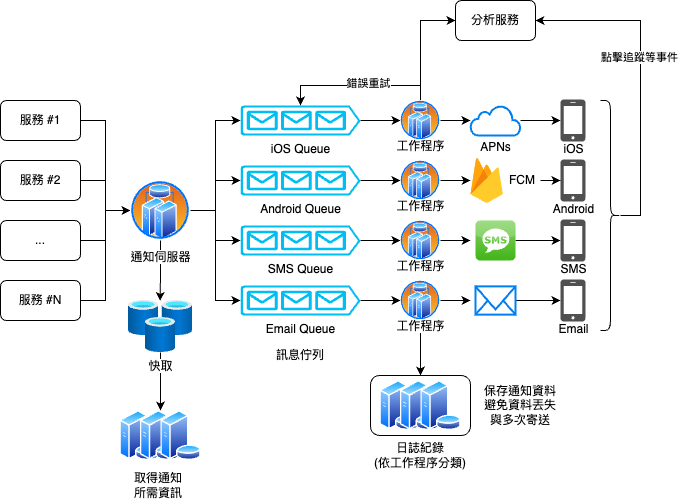 分析服務
點擊追蹤等事件
錯誤重試
服務 #1
iOS Queue
工作程序
APNs
iOS
服務 #2
Android Queue
工作程序
FCM
Android
...
通知伺服器
SMS Queue
工作程序
SMS
SMS
服務 #N
Email Queue
工作程序
Email
訊息佇列
快取
保存通知資料
避免資料丟失
與多次寄送
日誌紀錄
(依工作程序分類)
取得通知
所需資訊